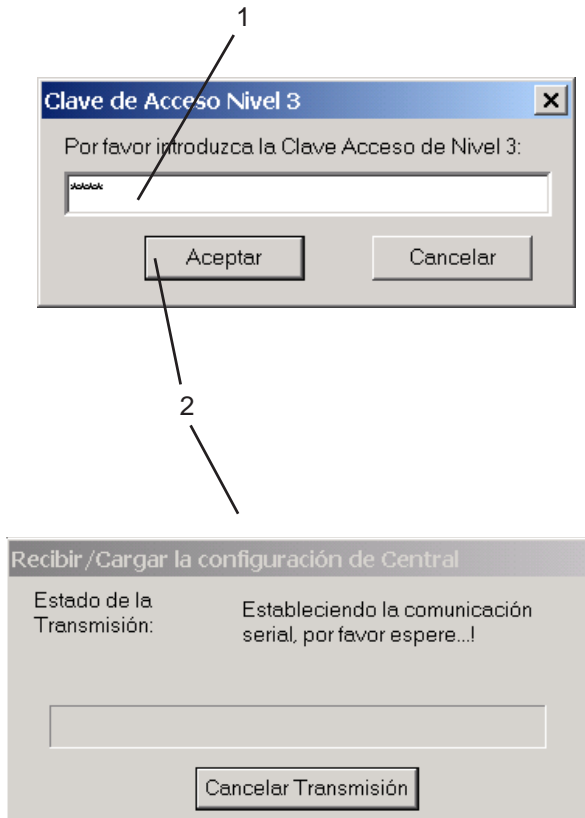 1
Clave de Acceso Nivel 3
Por favor introduzca la Clave Acceso de Nivel 3:
****
Aceptar
Cancelar
2
Recibir/Cargar la configuración de Central
Estado de la
Transmisión:
Estableciendo la comunicación
serial, por favor espere...!
Cancelar Transmisión